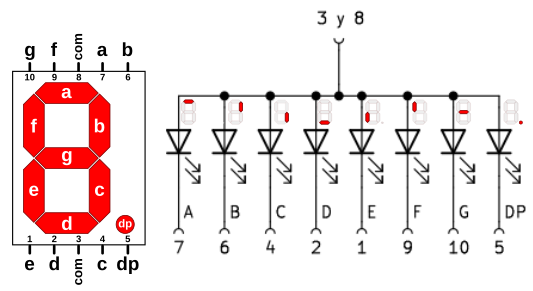 g f com a b
10 9 8 7 6
a
f b
g
e c
d
dp
1 2 3 4 5
e d com c dp
3 y 8
A B C D E F G DP
7 6 4 2 1 9 10 5